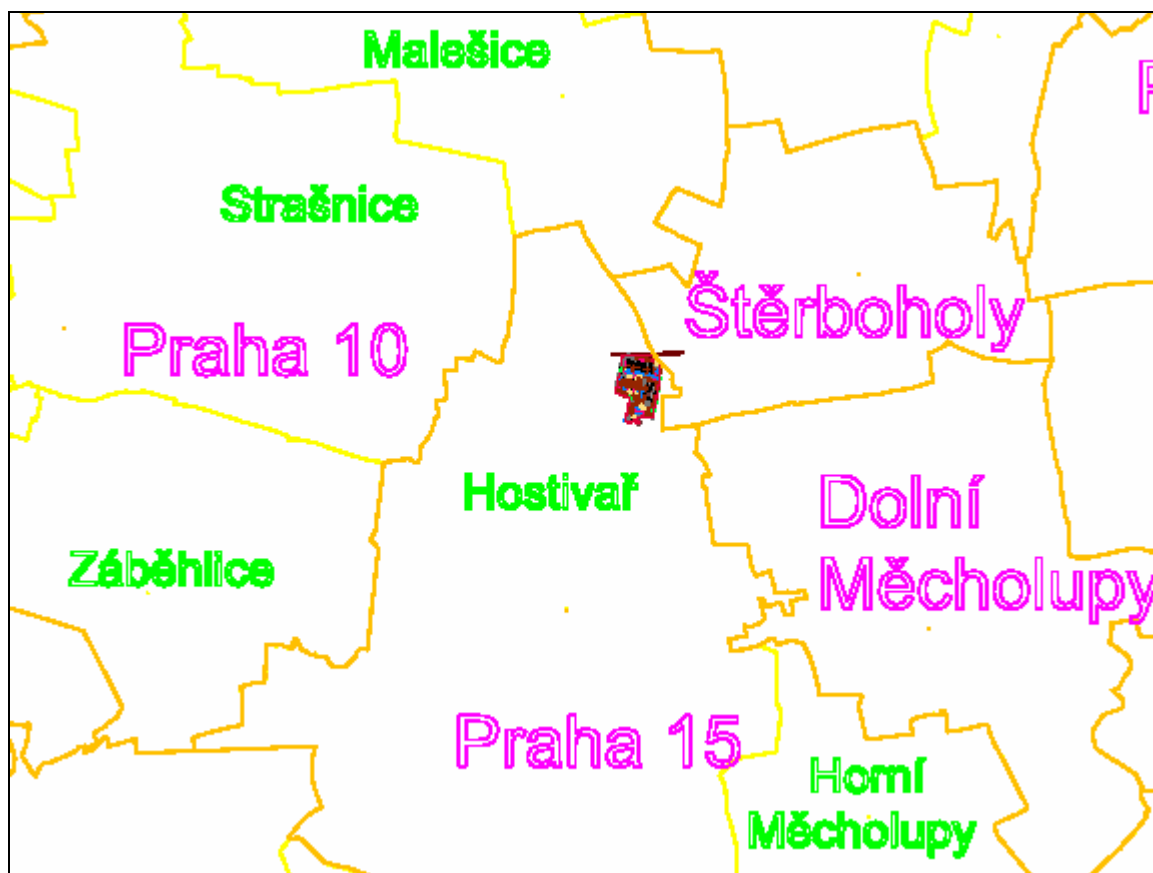 Malešice
P
Strašnice
Štěrboholy
Praha 10
Hostivař
Dolní
Měcholupy
Záběhlice
Praha 15
Horní
Měcholupy